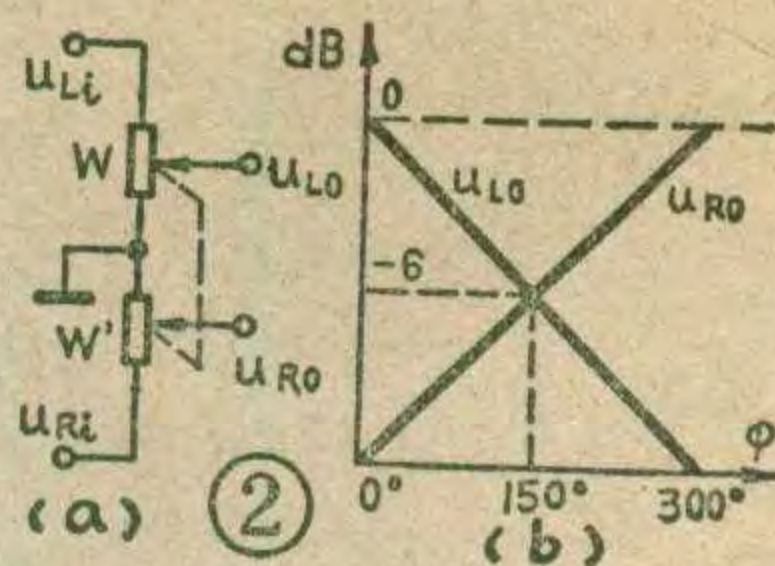 uLi
W
uLO
W'
uRO
uRi
(a)
②
dB
0
uLO
uRO
-6
φ
0° 150° 300°
(b)